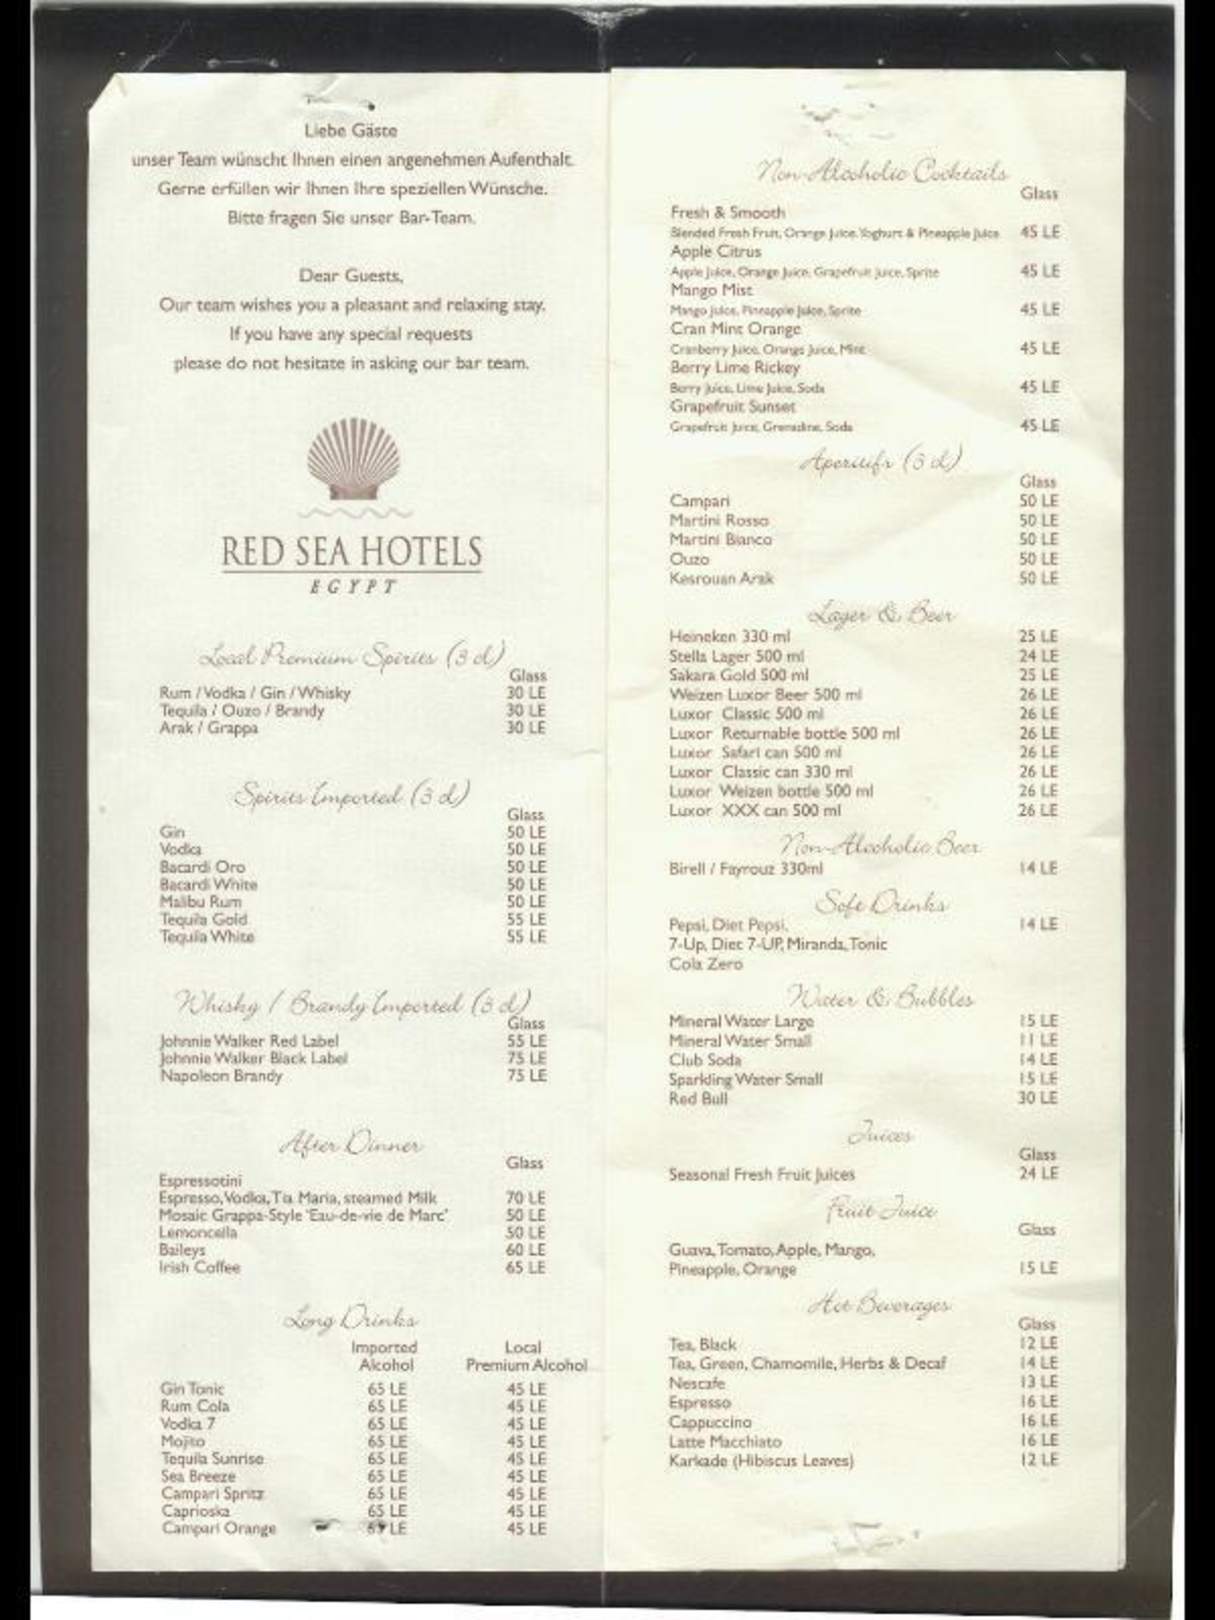 Liebe Gäste
unser Team wünscht Ihnen einen angenehmen Aufenthalt.
Gerne erfüllen wir Ihnen Ihre speziellen Wünsche.
Bitte fragen Sie unser Bar-Team.
Dear Guests,
Our team wishes you a pleasant and relaxing stay.
If you have any special requests
please do not hesitate in asking our bar team.
RED SEA HOTELS
EGYPT
Local Premium Spirits (3 cl)
Glass
Rum / Vodka / Gin / Whisky 30 LE
Tequila / Ouzo / Brandy 30 LE
Arak / Grappa 30 LE
Spirits Imported (3 cl)
Glass
Gin 50 LE
Vodka 50 LE
Bacardi Oro 50 LE
Bacardi White 50 LE
Malibu Rum 50 LE
Tequila Gold 55 LE
Tequila White 55 LE
Whisky / Brandy Imported (3 cl)
Glass
Johnnie Walker Red Label 55 LE
Johnnie Walker Black Label 75 LE
Napoleon Brandy 75 LE
After Dinner
Glass
Espressotini
Espresso, Vodka, Tia Maria, steamed Milk 70 LE
Mosaic Grappa-Style 'Eau-de-vie de Marc' 50 LE
Lemoncella 50 LE
Baileys 60 LE
Irish Coffee 65 LE
Long Drinks
Imported Local
Alcohol Premium Alcohol
Gin Tonic 65 LE 45 LE
Rum Cola 65 LE 45 LE
Vodka 7 65 LE 45 LE
Mojito 65 LE 45 LE
Tequila Sunrise 65 LE 45 LE
Sea Breeze 65 LE 45 LE
Campari Spritz 65 LE 45 LE
Caprioska 65 LE 45 LE
Campari Orange 65 LE 45 LE
Non-Alcoholic Cocktails
Glass
Fresh & Smooth
Blended Fresh Fruit, Orange Juice, Yoghurt & Pineapple Juice 45 LE
Apple Citrus
Apple Juice, Orange Juice, Grapefruit Juice, Sprite 45 LE
Mango Mist
Mango Juice, Pineapple Juice, Sprite 45 LE
Cran Mint Orange
Cranberry Juice, Orange Juice, Mint 45 LE
Berry Lime Rickey
Berry Juice, Lime Juice, Soda 45 LE
Grapefruit Sunset
Grapefruit Juice, Grenadine, Soda 45 LE
Aperitifs (3 cl)
Glass
Campari 50 LE
Martini Rosso 50 LE
Martini Bianco 50 LE
Ouzo 50 LE
Kesrouan Arak 50 LE
Lager & Beer
Heineken 330 ml 25 LE
Stella Lager 500 ml 24 LE
Sakara Gold 500 ml 25 LE
Weizen Luxor Beer 500 ml 26 LE
Luxor Classic 500 ml 26 LE
Luxor Returnable bottle 500 ml 26 LE
Luxor Safari can 500 ml 26 LE
Luxor Classic can 330 ml 26 LE
Luxor Weizen bottle 500 ml 26 LE
Luxor XXX can 500 ml 26 LE
Non-Alcoholic Beer
Birell / Fayrouz 330ml 14 LE
Soft Drinks
Pepsi, Diet Pepsi, 14 LE
7-Up, Diet 7-UP, Miranda, Tonic
Cola Zero
Water & Bubbles
Mineral Water Large 15 LE
Mineral Water Small 11 LE
Club Soda 14 LE
Sparkling Water Small 15 LE
Red Bull 30 LE
Juices
Glass
Seasonal Fresh Fruit Juices 24 LE
Fruit Juice
Glass
Guava, Tomato, Apple, Mango,
Pineapple, Orange 15 LE
Hot Beverages
Glass
Tea, Black 12 LE
Tea, Green, Chamomile, Herbs & Decaf 14 LE
Nescafe 13 LE
Espresso 16 LE
Cappuccino 16 LE
Latte Macchiato 16 LE
Karkade (Hibiscus Leaves) 12 LE